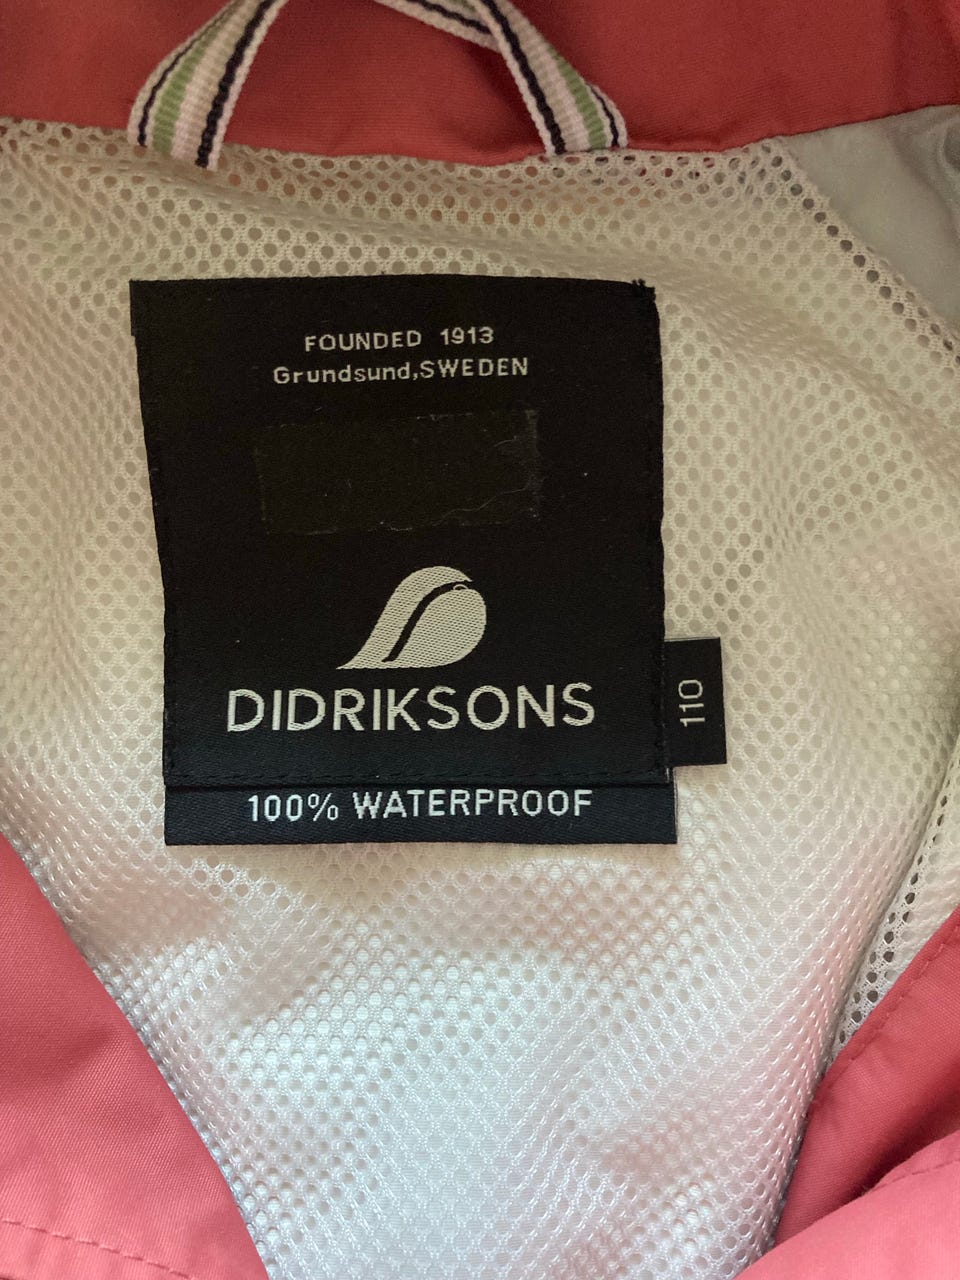 FOUNDED 1913
Grundsund,SWEDEN
DIDRIKSONS
110
100% WATERPROOF